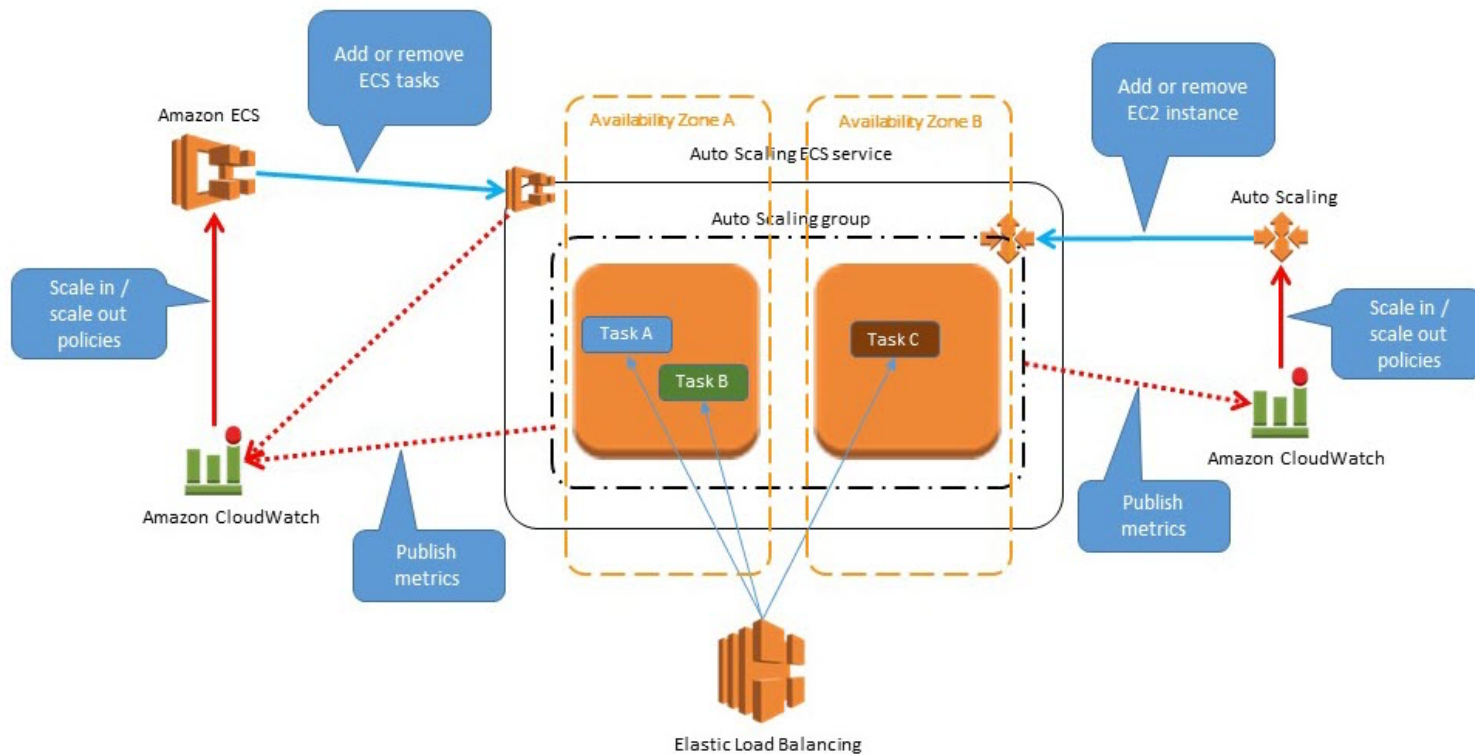 Add or remove
ECS tasks
Amazon ECS
Availability Zone A
Availability Zone B
Add or remove
EC2 instance
Auto Scaling ECS service
Auto Scaling group
Auto Scaling
Scale in /
scale out
policies
Task A
Task B
Task C
Scale in /
scale out
policies
Amazon CloudWatch
Publish
metrics
Amazon CloudWatch
Publish
metrics
Elastic Load Balancing